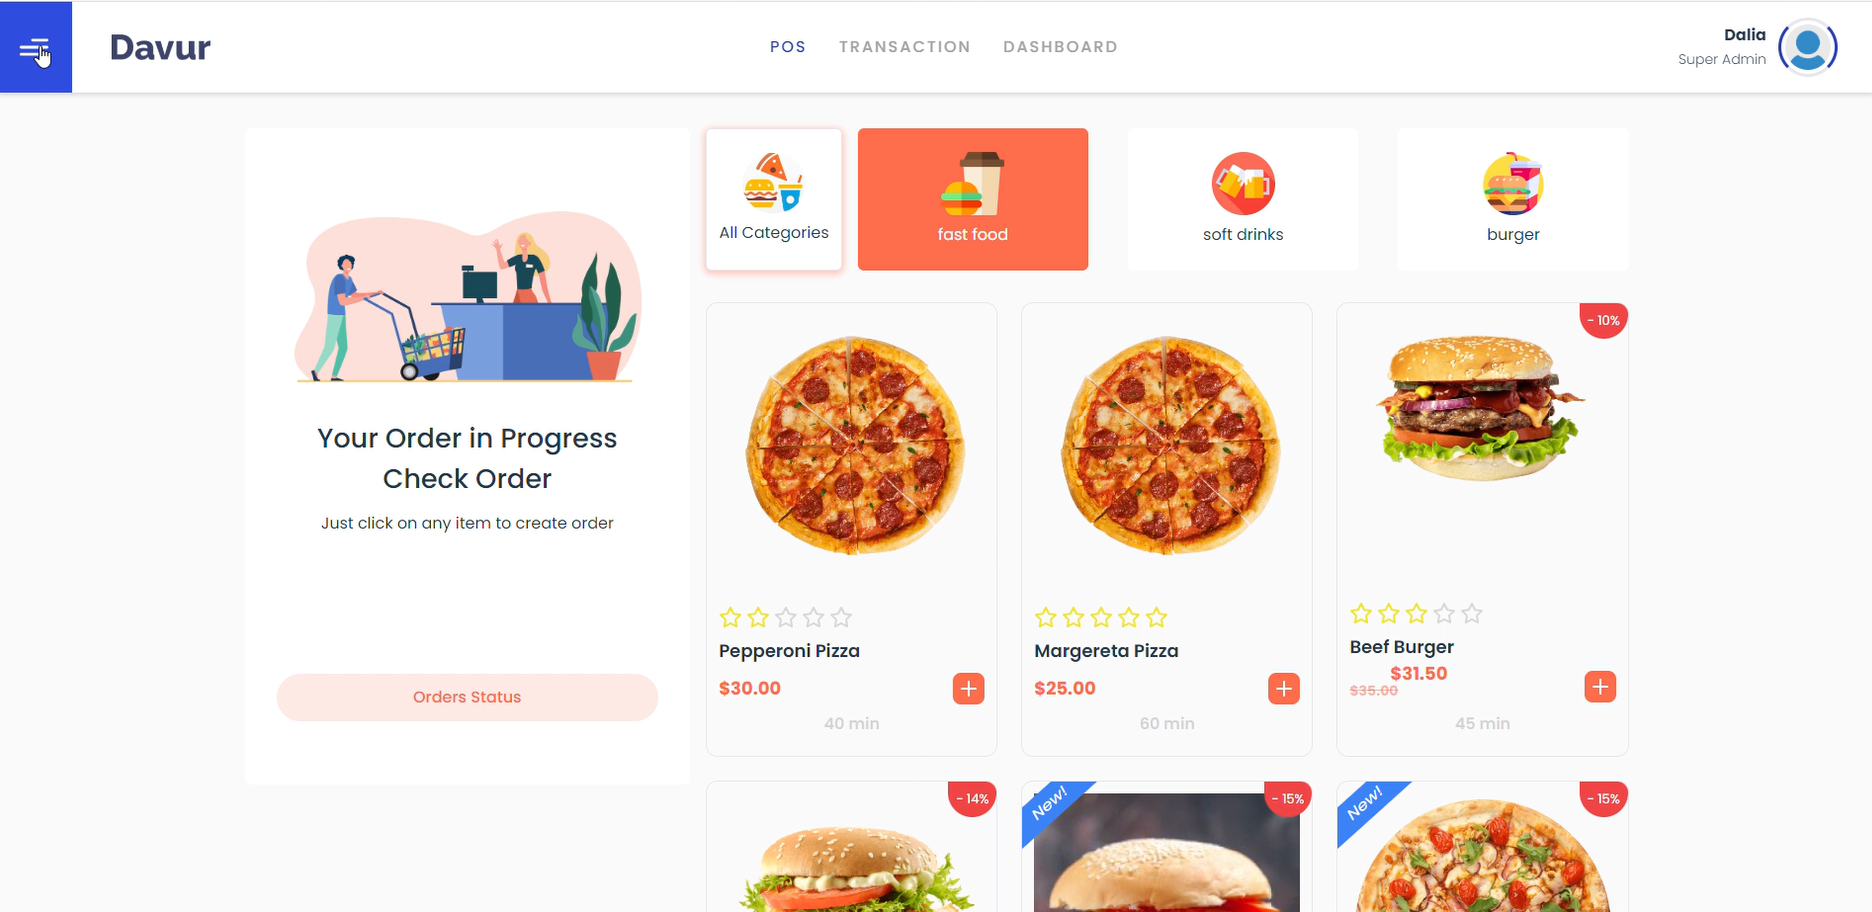 Davur
POS
TRANSACTION
DASHBOARD
Dalia
Super Admin
Your Order in Progress
Check Order
Just click on any item to create order
Orders Status
All Categories
fast food
soft drinks
burger
Pepperoni Pizza
$30.00
40 min
Margereta Pizza
$25.00
60 min
- 10%
Beef Burger
$31.50
$35.00
45 min
- 14%
New!
- 15%
New!
- 15%